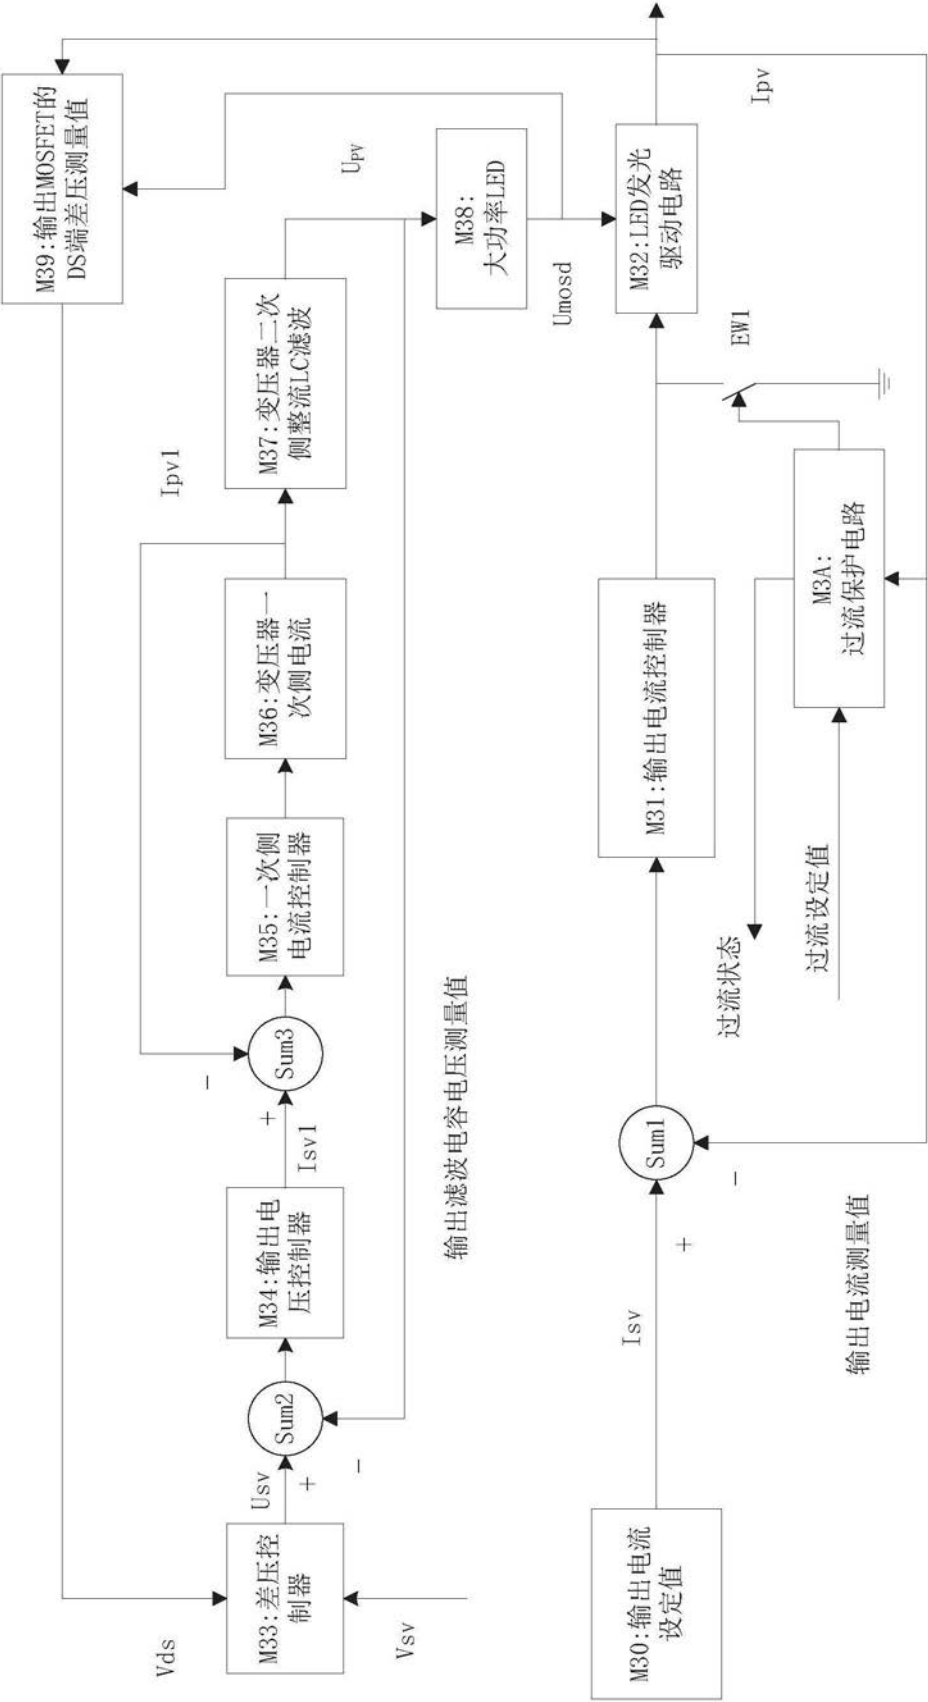 Vds
M39:输出MOSFET的
DS端差压测量值
Vsv
M33:差压控
制器
Usv
+
-
Sum2
M34:输出电
压控制器
Isv1
+
-
Sum3
M35:一次侧
电流控制器
M36:变压器一
次侧电流
Ipv1
M37:变压器二次
侧整流LC滤波
UPV
M38:
大功率LED
Umosd
输出滤波电容电压测量值
M30:输出电流
设定值
Isv
+
-
Sum1
M31:输出电流控制器
M32:LED发光
驱动电路
Ipv
EW1
过流状态
过流设定值
M3A:
过流保护电路
输出电流测量值